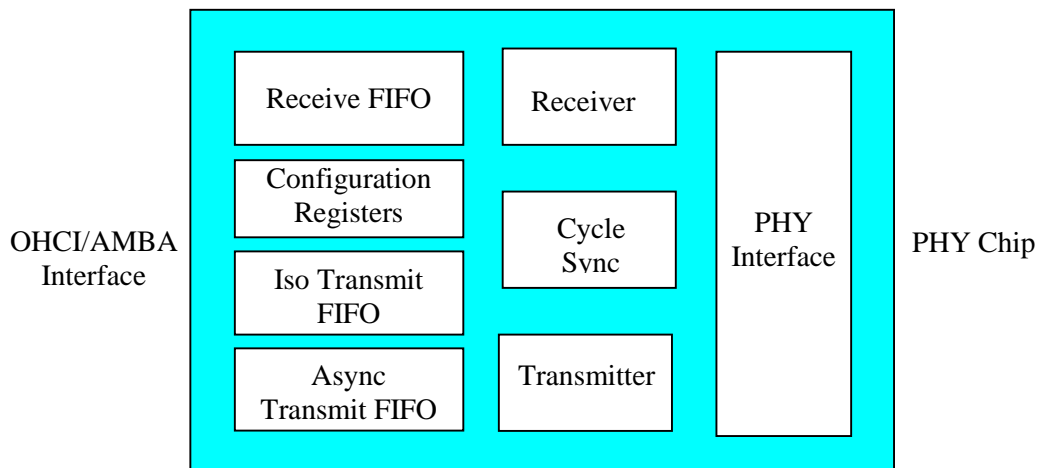 Receive FIFO
Receiver
Configuration
Registers
OHCI/AMBA
Interface
Cycle
Svnc
PHY
Interface
PHY Chip
Iso Transmit
FIFO
Async
Transmit FIFO
Transmitter